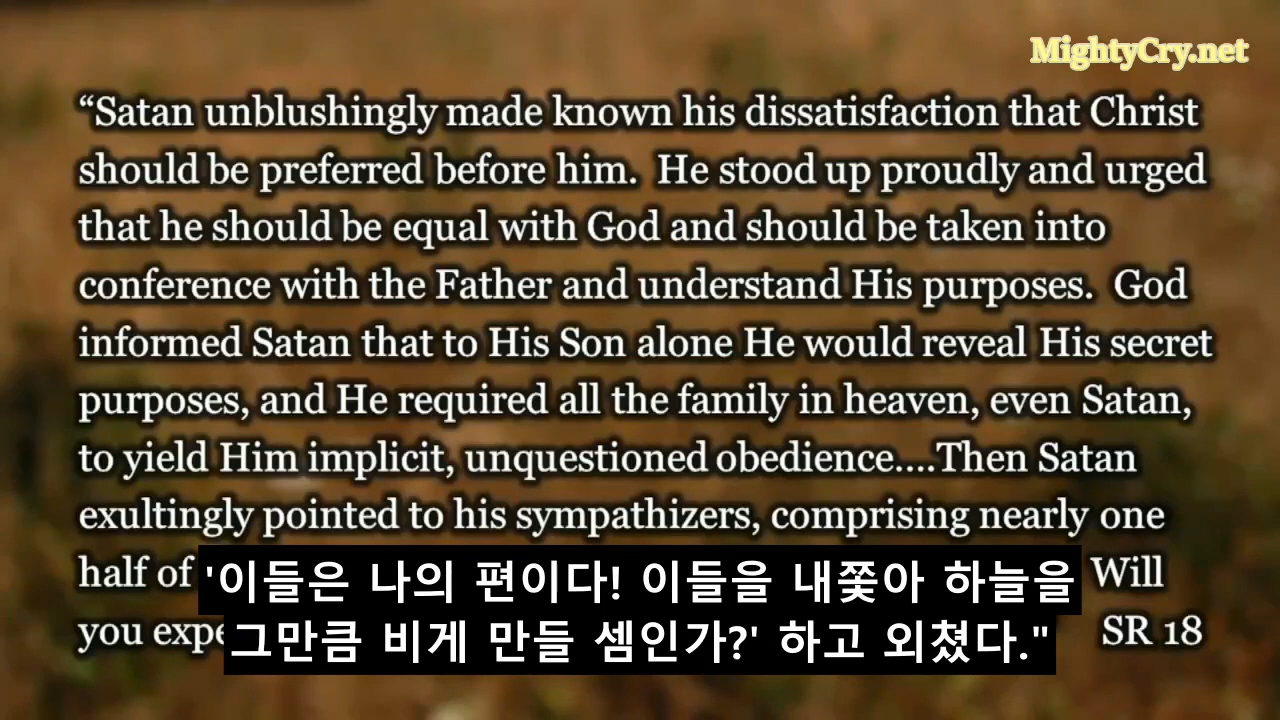 MightyCry.net
“Satan unblushingly made known his dissatisfaction that Christ
should be preferred before him. He stood up proudly and urged
that he should be equal with God and should be taken into
conference with the Father and understand His purposes. God
informed Satan that to His Son alone He would reveal His secret
purposes, and He required all the family in heaven, even Satan,
to yield Him implicit, unquestioned obedience....Then Satan
exultingly pointed to his sympathizers, comprising nearly one
half of Will
you SR 18
'이들은 나의 편이다! 이들을 내쫓아 하늘을
그만큼 비게 만들 셈인가?' 하고 외쳤다."